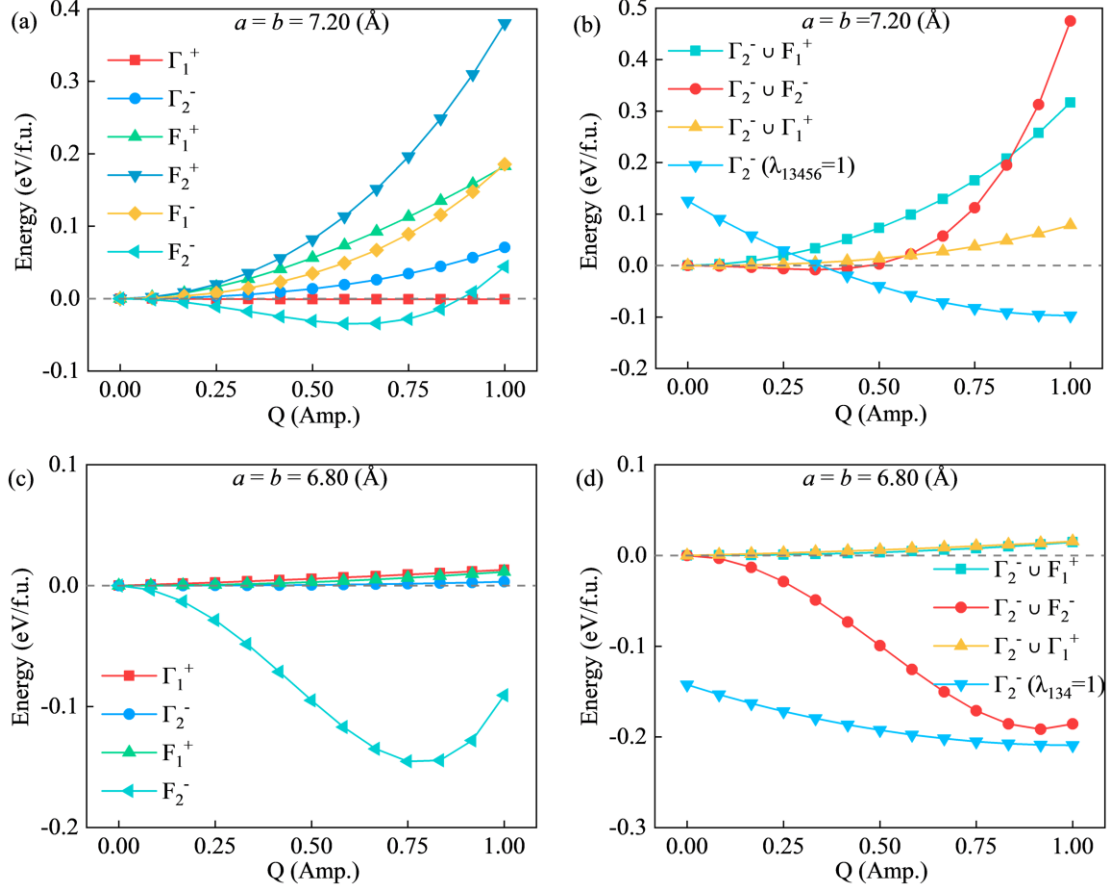 (a)
a = b = 7.20 (Å)
Energy (eV/f.u.)
0.4
0.3
0.2
0.1
0.0
-0.1
Γ₁⁺
Γ₂⁻
F₁⁺
F₂⁺
F₁⁻
F₂⁻
0.00 0.25 0.50 0.75 1.00
Q (Amp.)
(b)
a = b =7.20 (Å)
Energy (eV/f.u.)
0.5
0.4
0.3
0.2
0.1
0.0
-0.1
-0.2
Γ₂⁻ ∪ F₁⁺
Γ₂⁻ ∪ F₂⁻
Γ₂⁻ ∪ Γ₁⁺
Γ₂⁻ (λ₁₃₄₅₆=1)
0.00 0.25 0.50 0.75 1.00
Q (Amp.)
(c)
a = b = 6.80 (Å)
Energy (eV/f.u.)
0.1
0.0
-0.1
-0.2
Γ₁⁺
Γ₂⁻
F₁⁺
F₂⁻
0.00 0.25 0.50 0.75 1.00
Q (Amp.)
(d)
a = b = 6.80 (Å)
Energy (eV/f.u.)
0.1
0.0
-0.1
-0.2
-0.3
Γ₂⁻ ∪ F₁⁺
Γ₂⁻ ∪ F₂⁻
Γ₂⁻ ∪ Γ₁⁺
Γ₂⁻ (λ₁₃₄=1)
0.00 0.25 0.50 0.75 1.00
Q (Amp.)